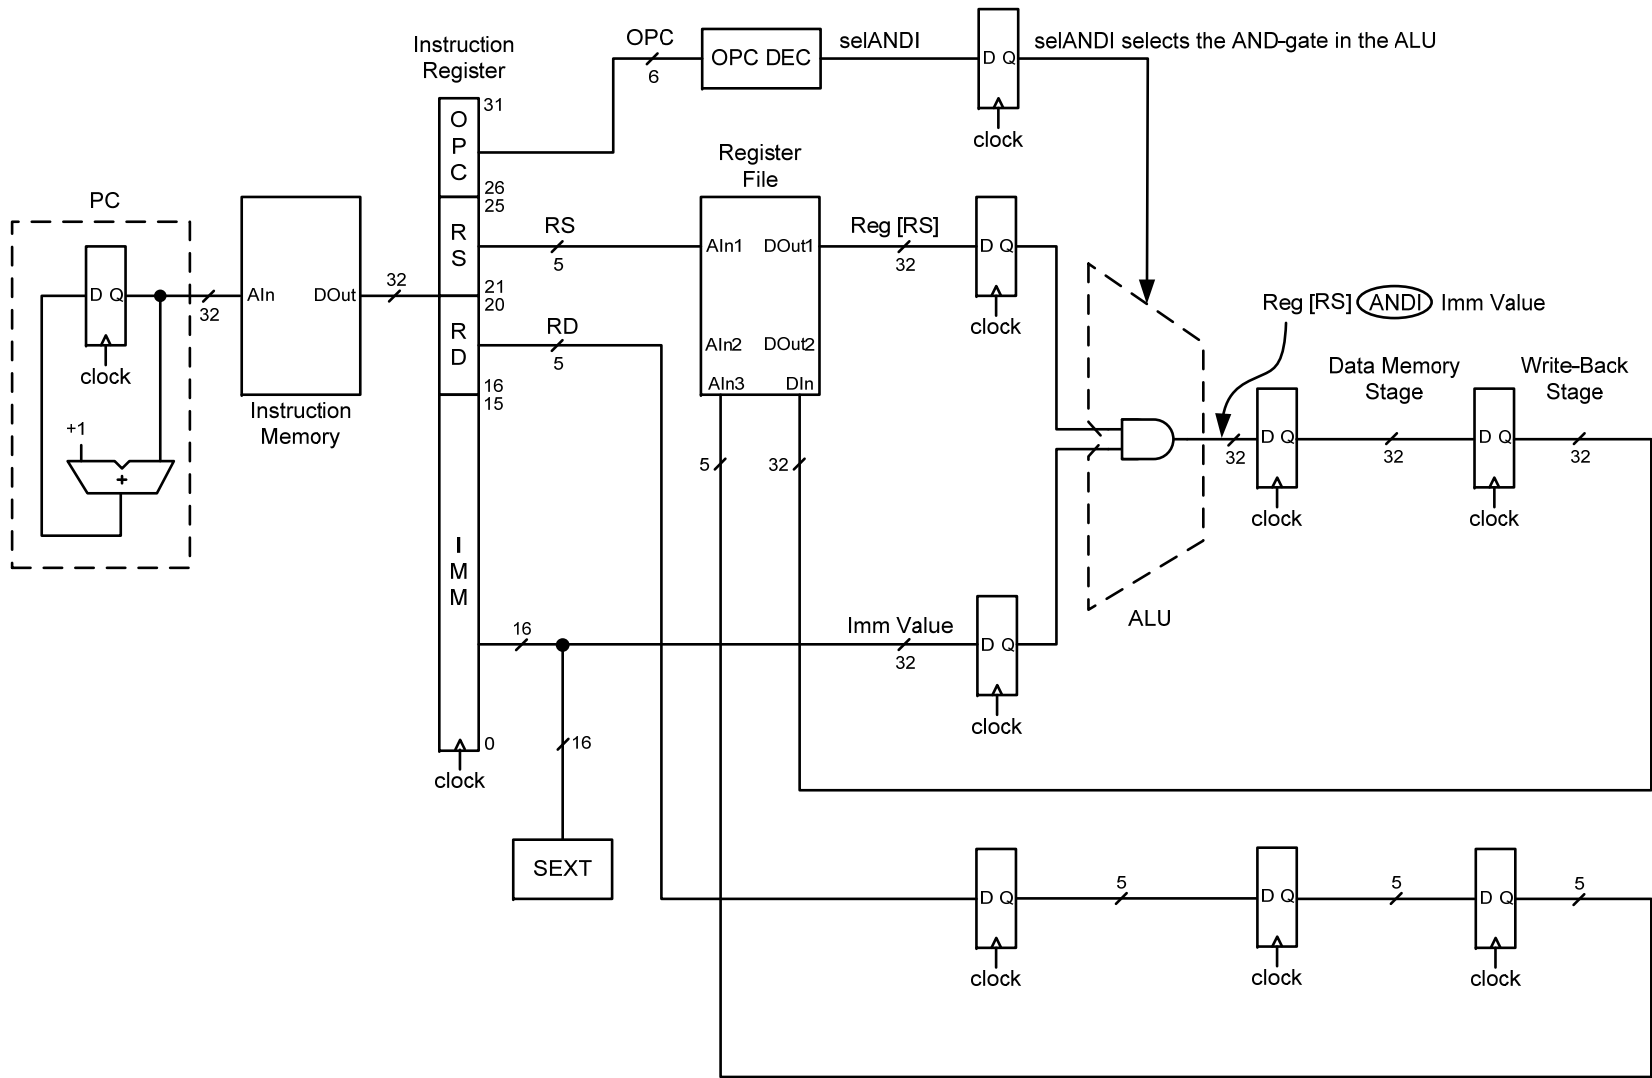 Instruction
Register
OPC
6
OPC DEC
selANDI
D Q
clock
selANDI selects the AND-gate in the ALU
PC
D Q
clock
+1
+
32
AIn
DOut
Instruction
Memory
32
31
O
P
C
26
25
R
S
21
20
R
D
16
15
I
M
M
0
clock
RS
5
RD
5
Register
File
AIn1
DOut1
AIn2
DOut2
AIn3
DIn
5
32
Reg [RS]
32
D Q
clock
16
16
SEXT
Imm Value
32
D Q
clock
ALU
Reg [RS] ANDI Imm Value
32
D Q
clock
Data Memory
Stage
32
D Q
clock
Write-Back
Stage
32
D Q
clock
5
D Q
clock
5
D Q
clock
5